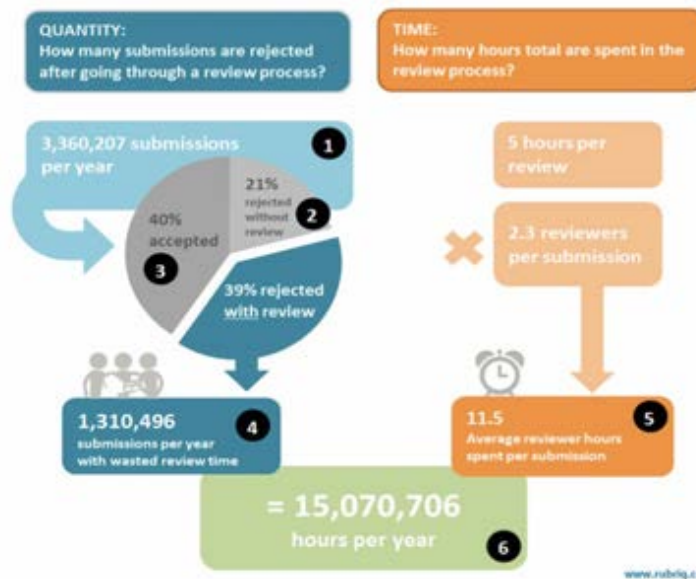 QUANTITY:
How many submissions are rejected
after going through a review process?
TIME:
How many hours total are spent in the
review process?
3,360,207 submissions
per year
1
21%
rejected
without
review
2
40%
accepted
3
39% rejected
with review
5 hours per
review
2.3 reviewers
per submission
1,310,496
submissions per year
with wasted review time
4
11.5
Average reviewer hours
spent per submission
5
= 15,070,706
hours per year
6